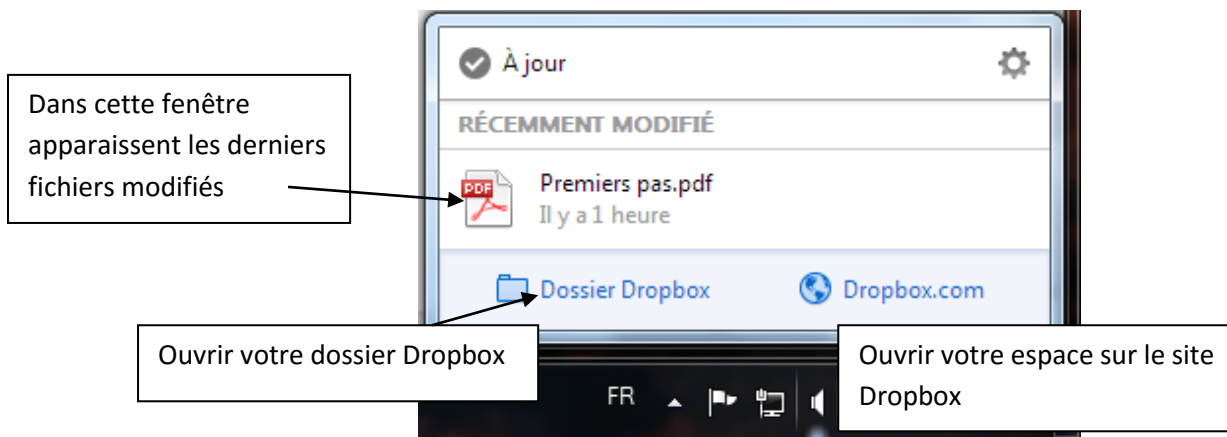 À jour
Dans cette fenêtre
apparaissent les derniers
fichiers modifiés
RÉCEMMENT MODIFIÉ
PDF
Premiers pas.pdf
Il y a 1 heure
Dossier Dropbox
Dropbox.com
Ouvrir votre dossier Dropbox
Ouvrir votre espace sur le site
Dropbox
FR